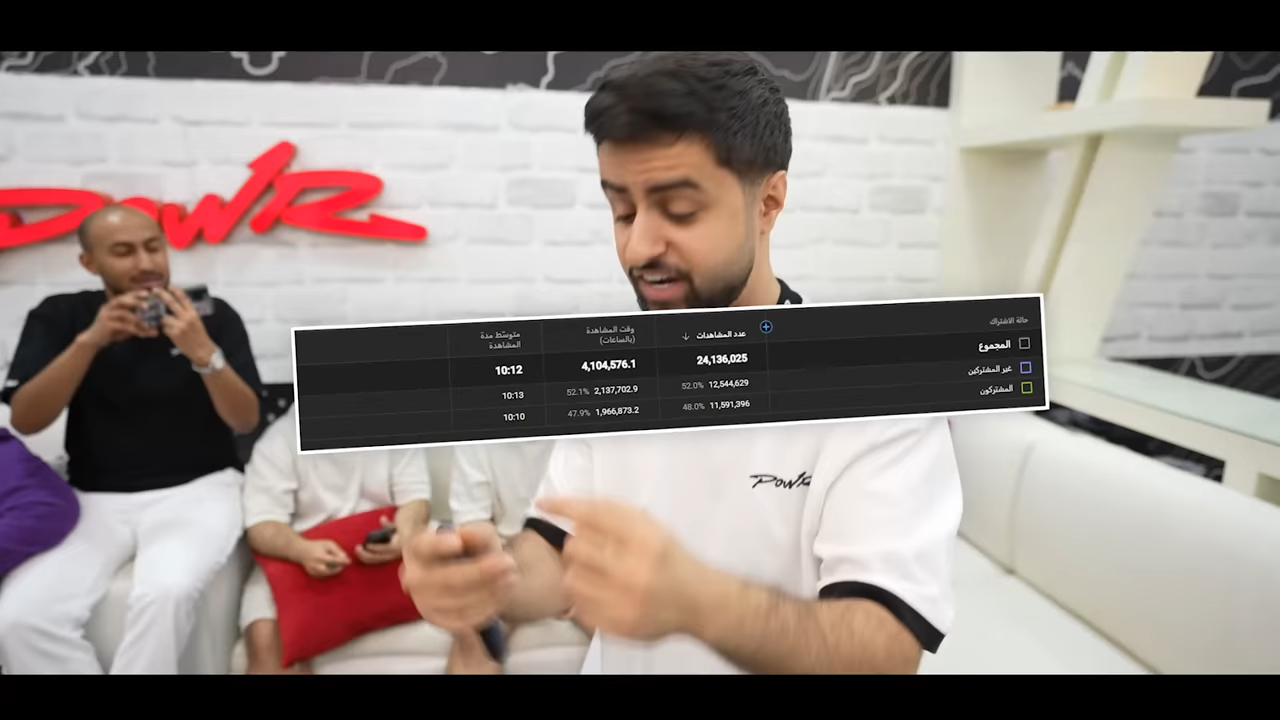 POWR
حالة الاشتراك عدد المشاهدات وقت المشاهدة (بالساعات) متوسط مدة المشاهدة
المجموع 24,136,025 4,104,576.1 10:12
غير المشتركين 12,544,629 52.0% 2,137,702.9 52.1% 10:13
المشتركون 11,591,396 48.0% 1,966,873.2 47.9% 10:10
POWR